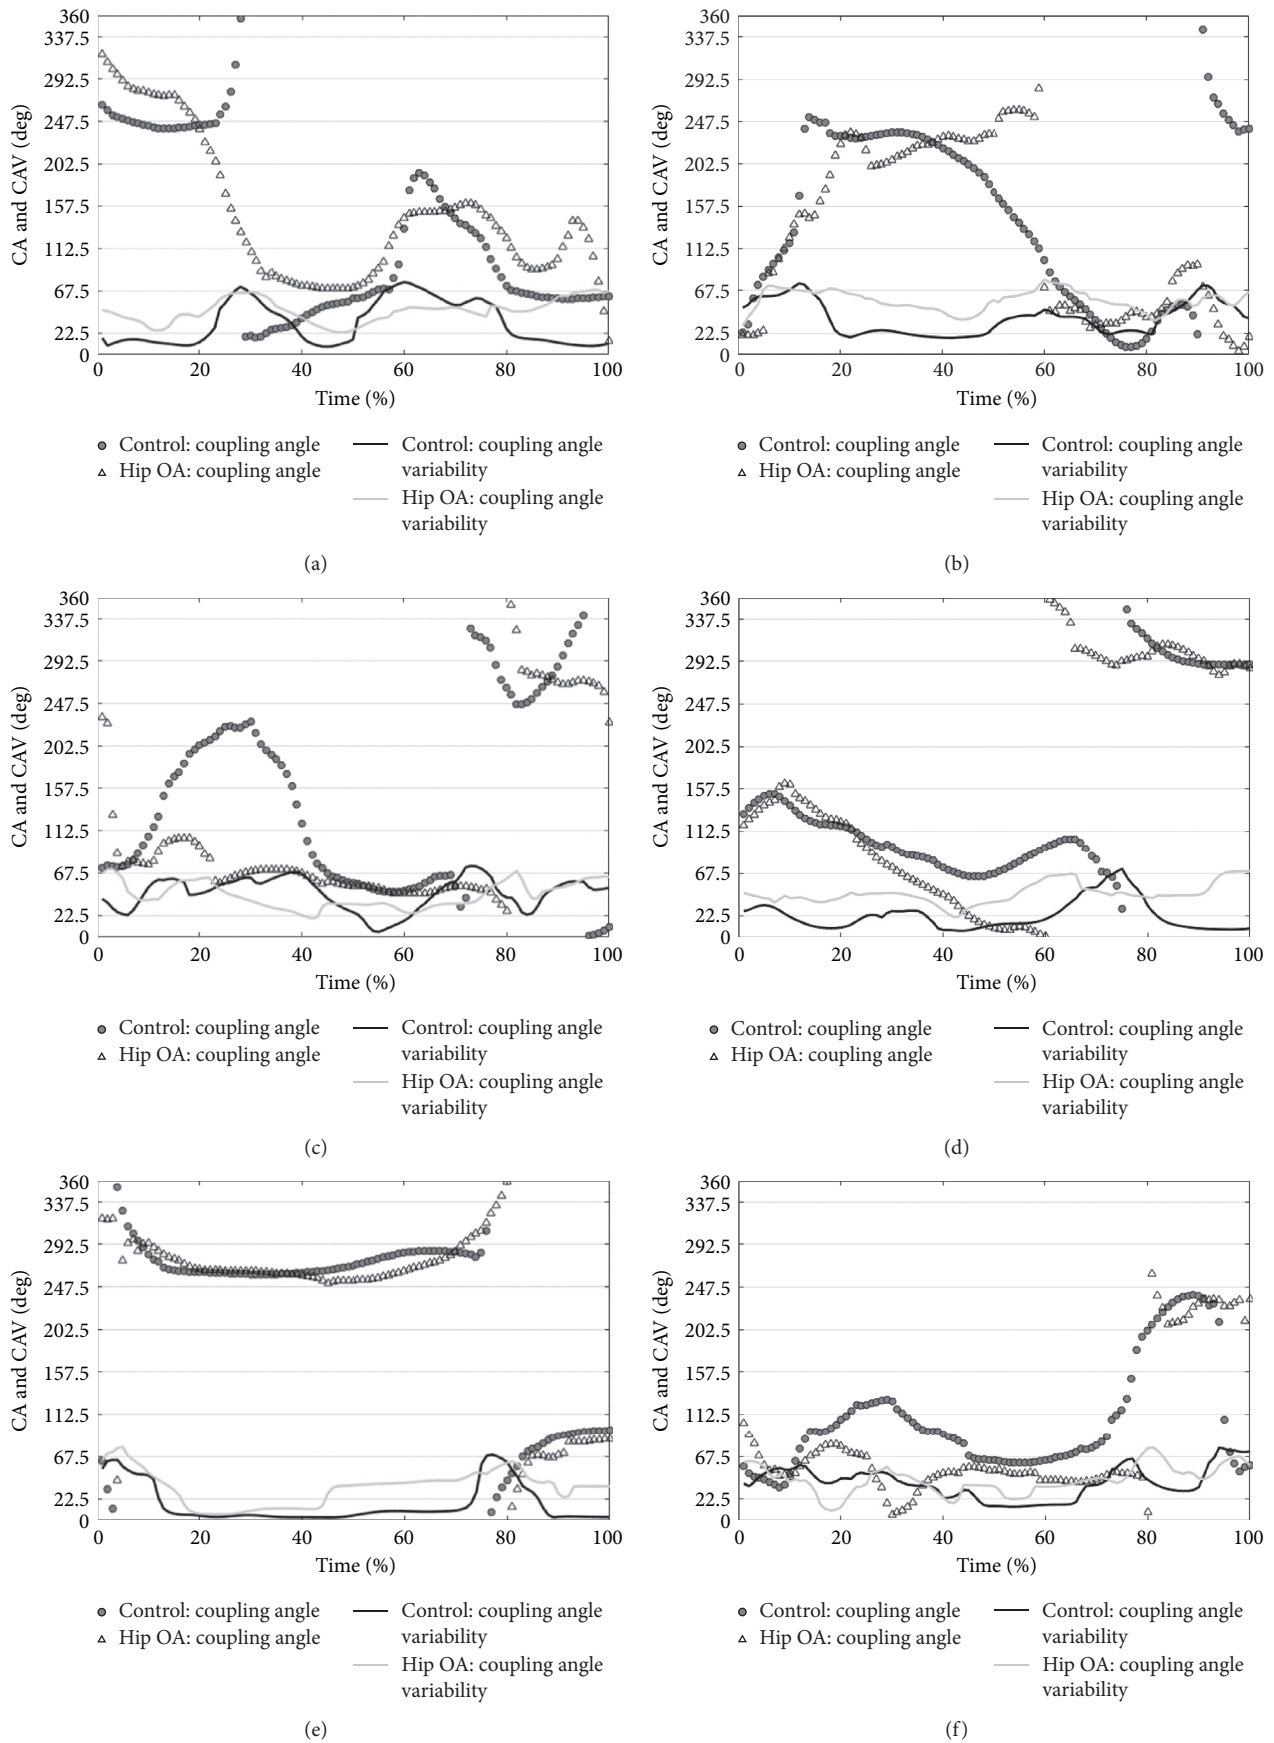 360
337.5
292.5
247.5
202.5
157.5
112.5
67.5
22.5
0
CA and CAV (deg)
0 20 40 60 80 100
Time (%)
Control: coupling angle
Hip OA: coupling angle
Control: coupling angle
variability
Hip OA: coupling angle
variability
(a)
360
337.5
292.5
247.5
202.5
157.5
112.5
67.5
22.5
0
CA and CAV (deg)
0 20 40 60 80 100
Time (%)
Control: coupling angle
Hip OA: coupling angle
Control: coupling angle
variability
Hip OA: coupling angle
variability
(b)
360
337.5
292.5
247.5
202.5
157.5
112.5
67.5
22.5
0
CA and CAV (deg)
0 20 40 60 80 100
Time (%)
Control: coupling angle
Hip OA: coupling angle
Control: coupling angle
variability
Hip OA: coupling angle
variability
(c)
360
337.5
292.5
247.5
202.5
157.5
112.5
67.5
22.5
0
CA and CAV (deg)
0 20 40 60 80 100
Time (%)
Control: coupling angle
Hip OA: coupling angle
Control: coupling angle
variability
Hip OA: coupling angle
variability
(d)
360
337.5
292.5
247.5
202.5
157.5
112.5
67.5
22.5
0
CA and CAV (deg)
0 20 40 60 80 100
Time (%)
Control: coupling angle
Hip OA: coupling angle
Control: coupling angle
variability
Hip OA: coupling angle
variability
(e)
360
337.5
292.5
247.5
202.5
157.5
112.5
67.5
22.5
0
CA and CAV (deg)
0 20 40 60 80 100
Time (%)
Control: coupling angle
Hip OA: coupling angle
Control: coupling angle
variability
Hip OA: coupling angle
variability
(f)